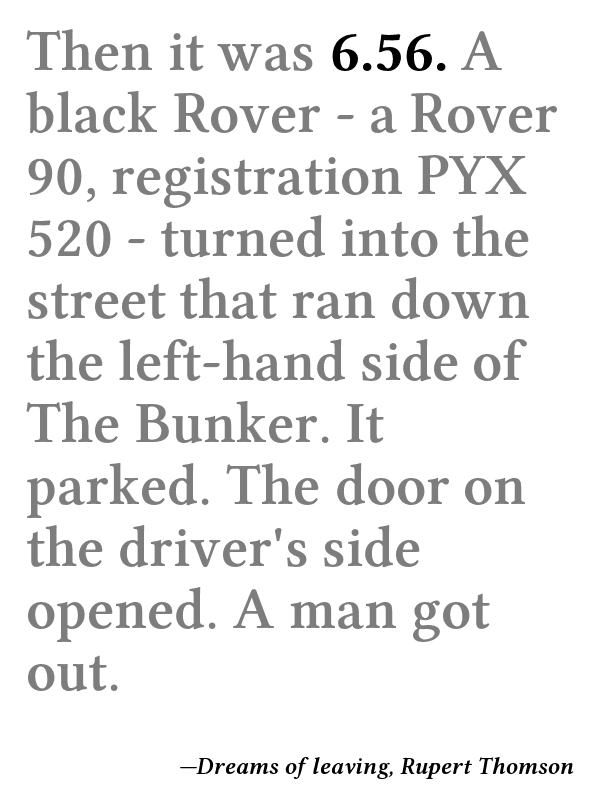 Then it was 6.56. A
black Rover - a Rover
90, registration PYX
520 - turned into the
street that ran down
the left-hand side of
The Bunker. It
parked. The door on
the driver's side
opened. A man got
out.
—Dreams of leaving, Rupert Thomson